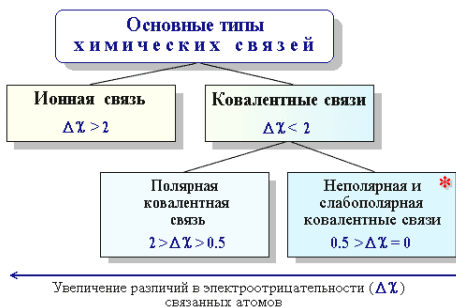 Основные типы
химических связей
Ионная связь
Δχ > 2
Ковалентные связи
Δχ < 2
Полярная
ковалентная
связь
2 > Δχ > 0.5
Неполярная и *
слабополярная
ковалентные связи
0.5 > Δχ = 0
Увеличение различий в электроотрицательности (Δχ)
связанных атомов